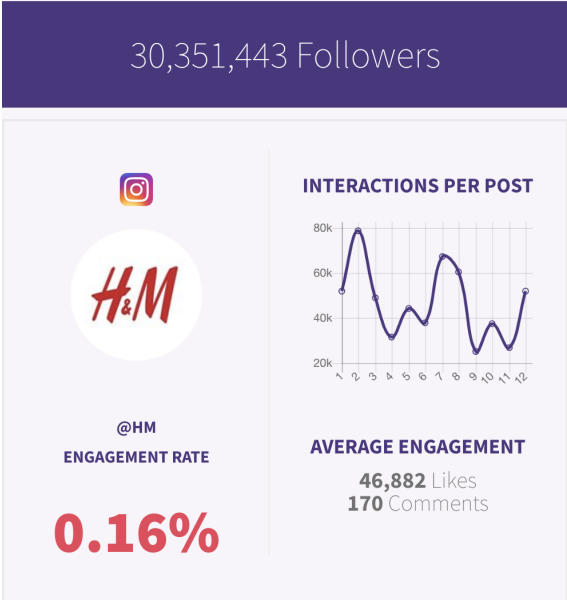 30,351,443 Followers
H&M
@HM
ENGAGEMENT RATE
0.16%
INTERACTIONS PER POST
80k
60k
40k
20k
1 2 3 4 5 6 7 8 9 10 11 12
AVERAGE ENGAGEMENT
46,882 Likes
170 Comments